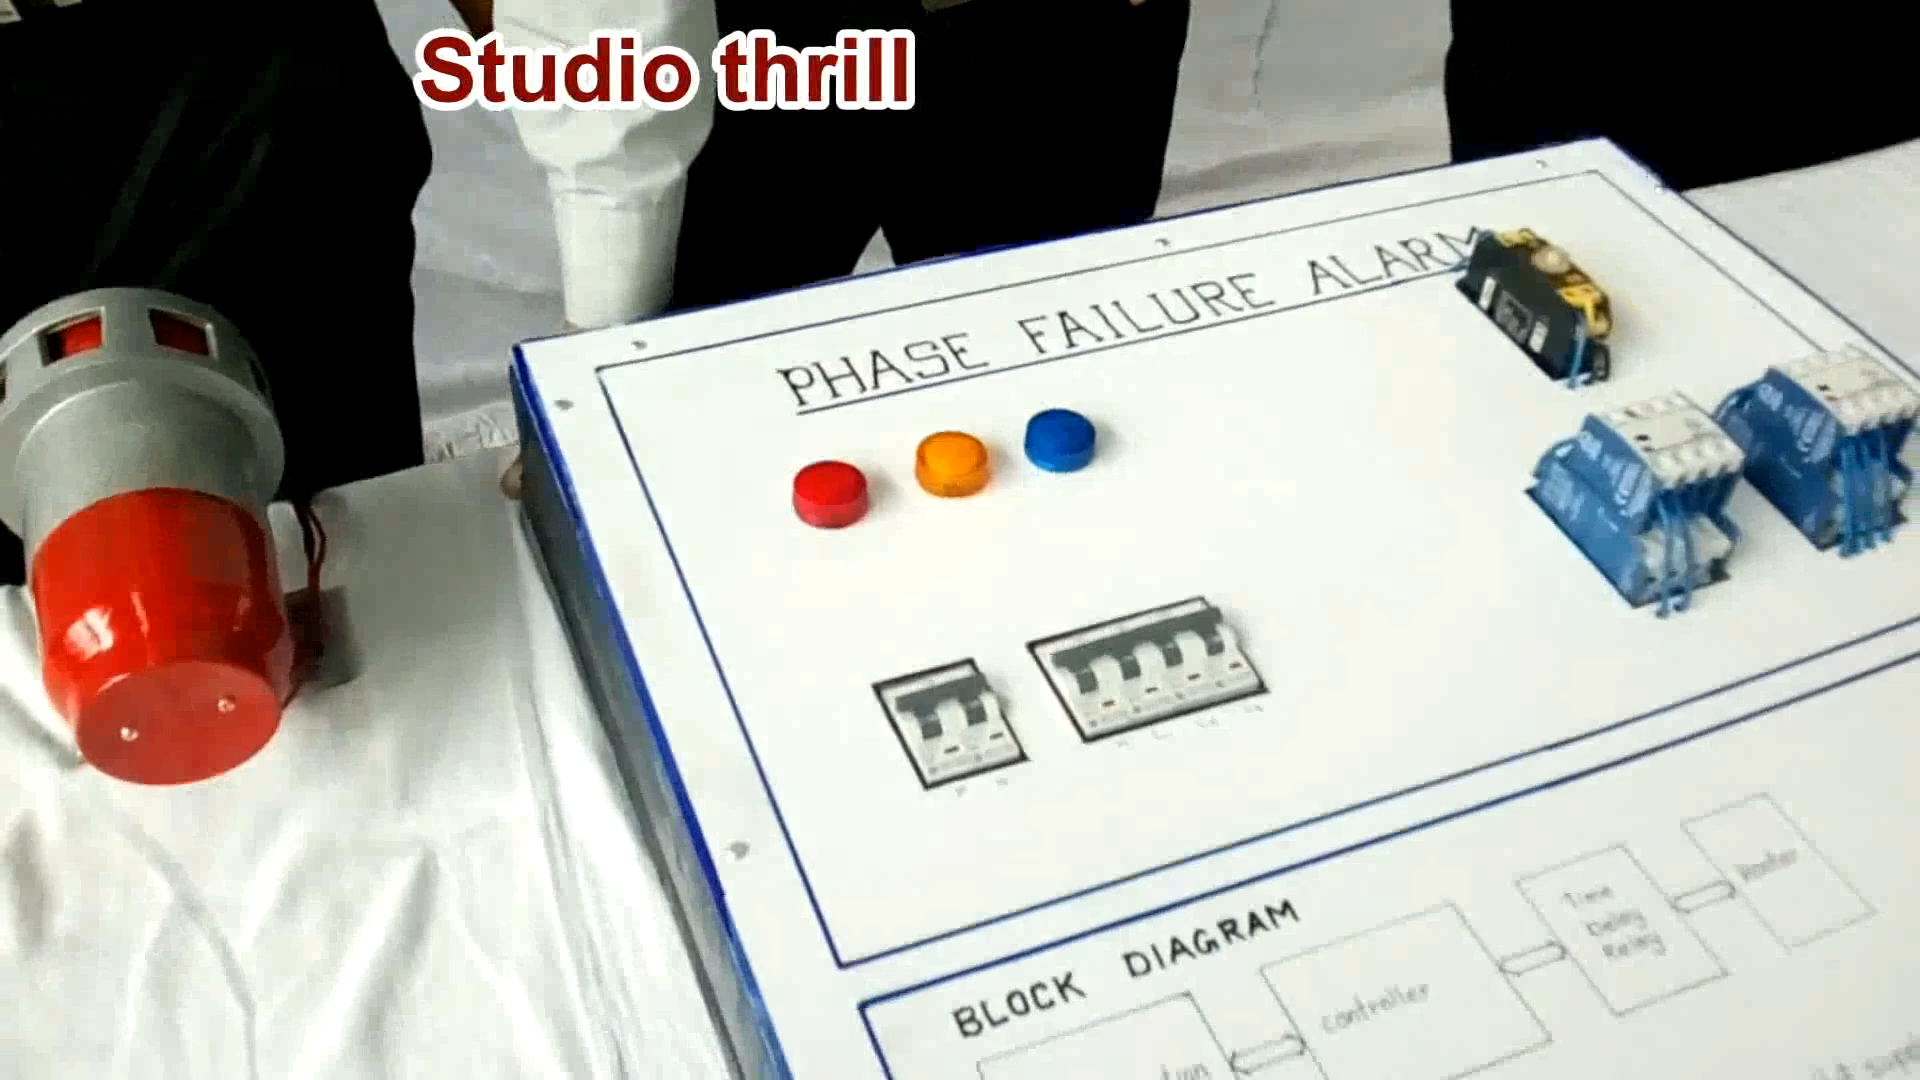 Studio thrill
PHASE FAILURE ALARM
BLOCK DIAGRAM
Time
Delay
Relay
controller